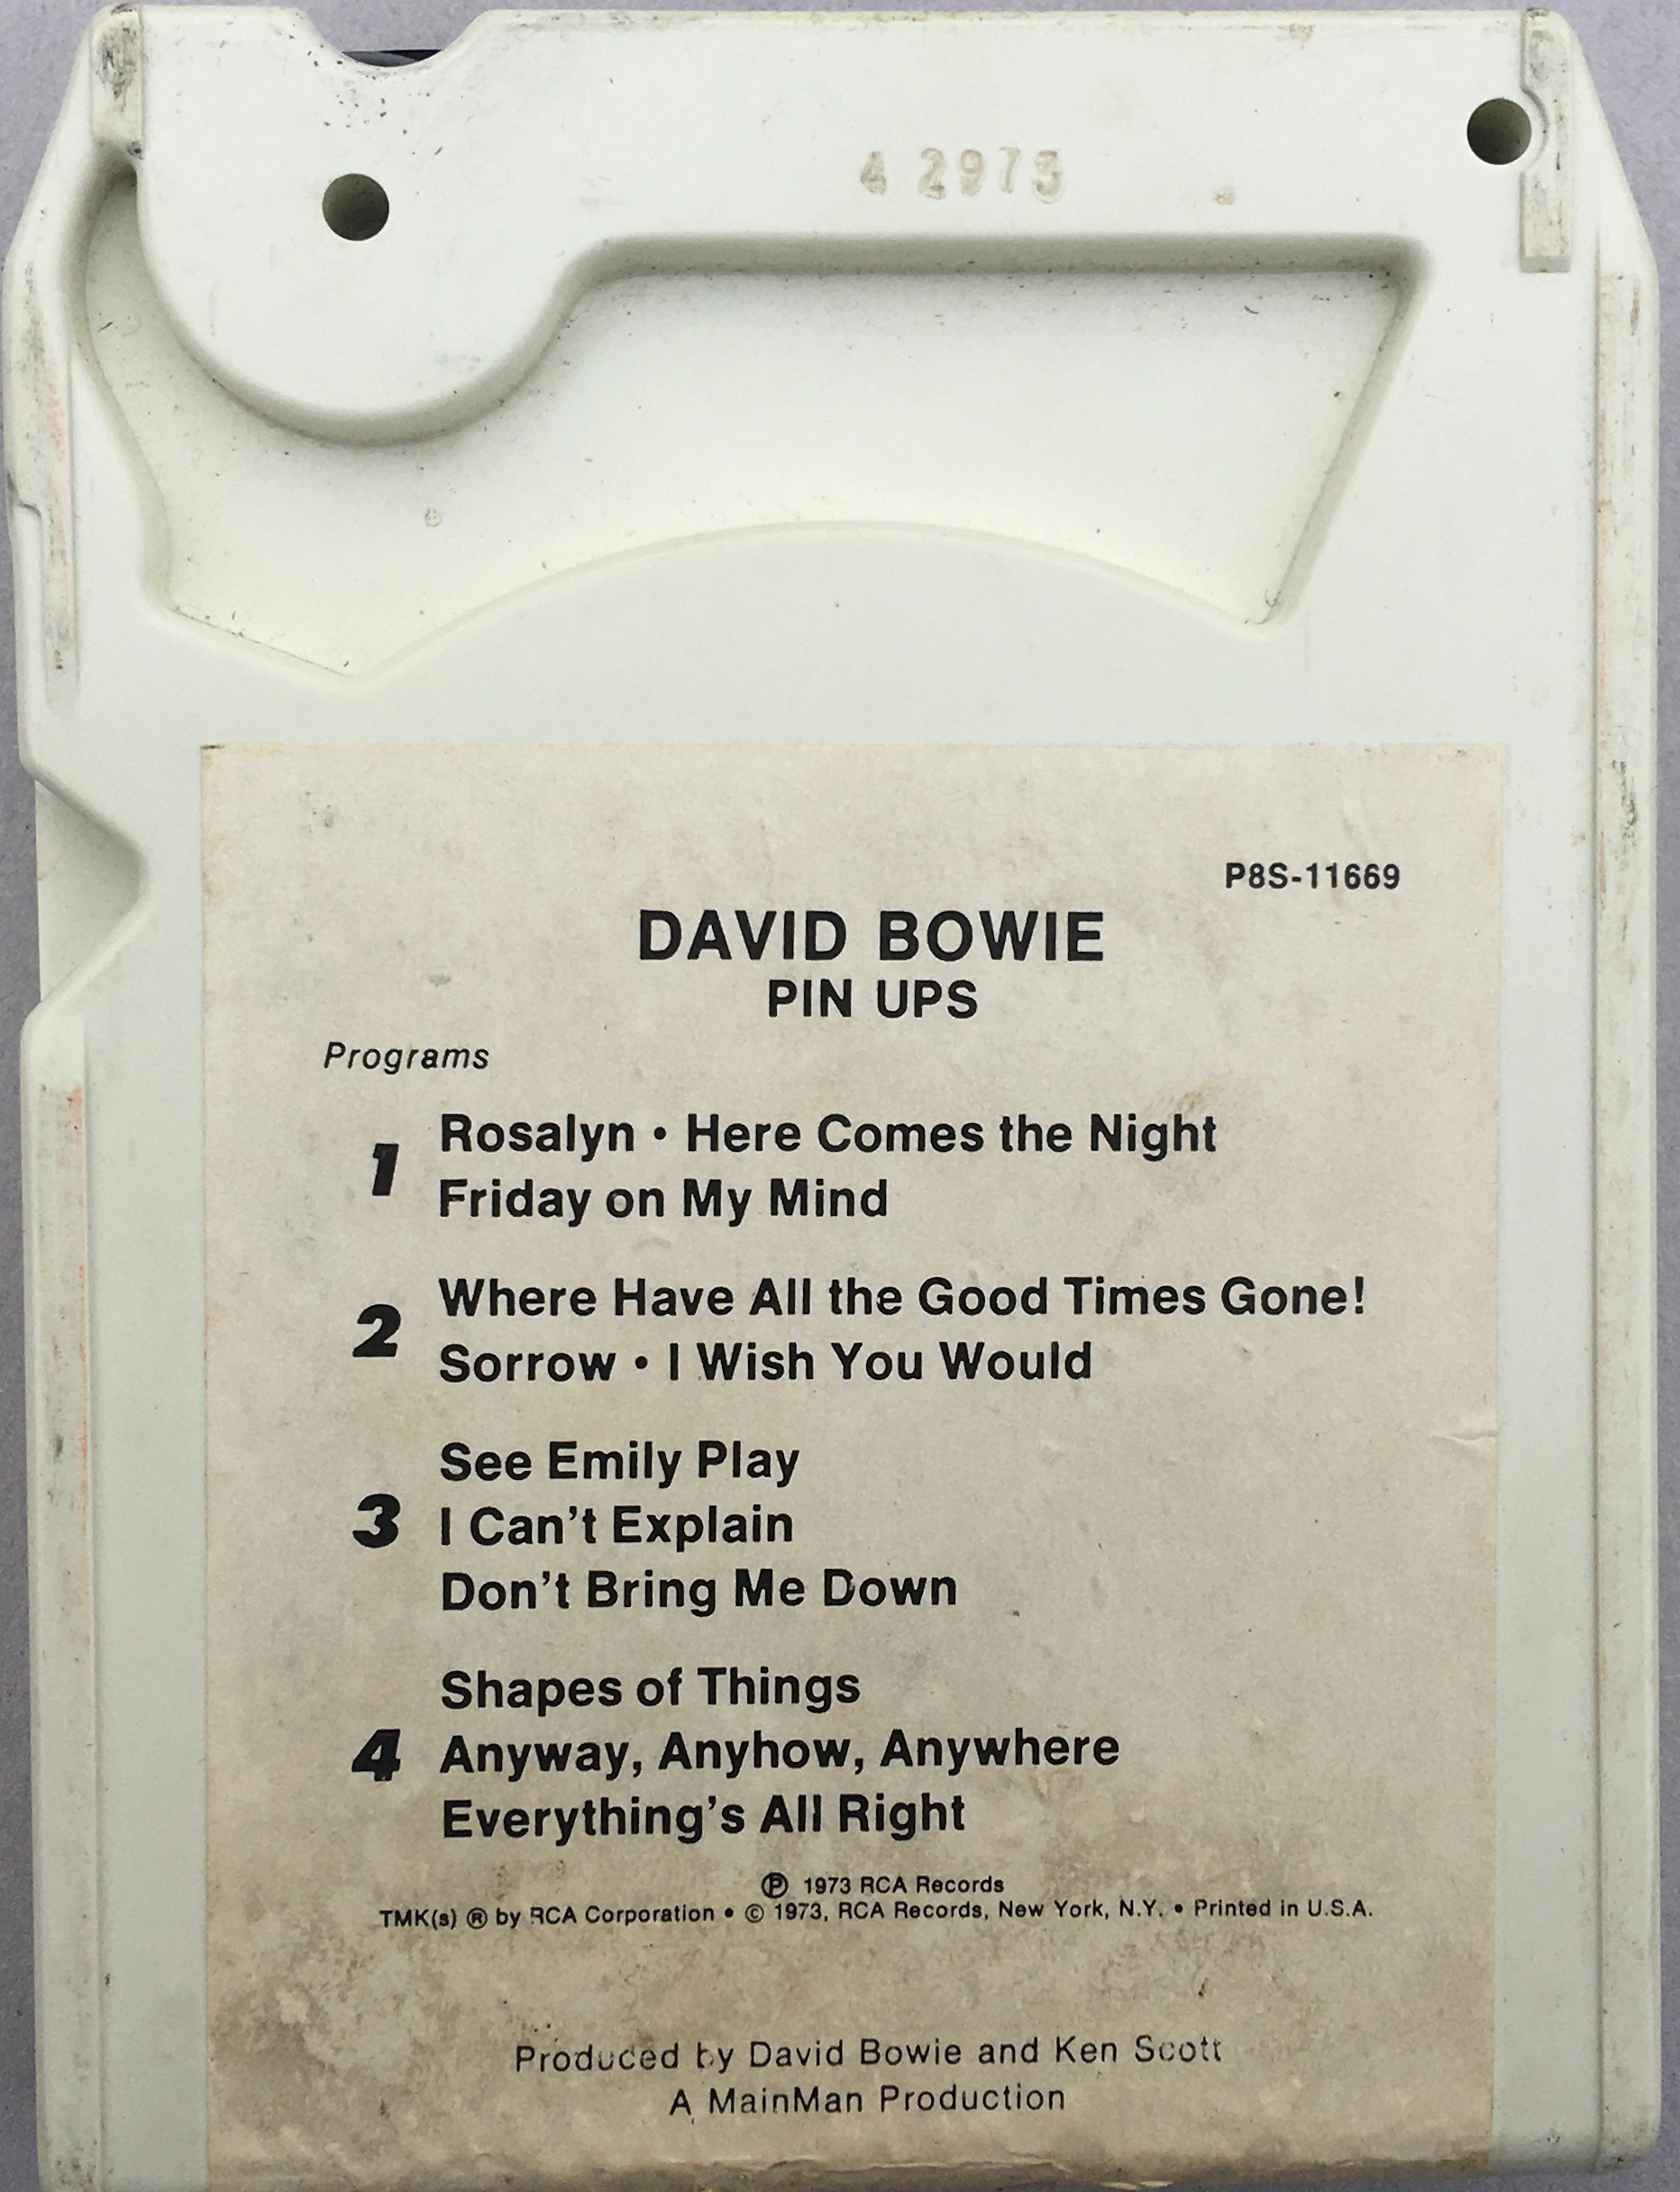 4 2973
P8S-11669
DAVID BOWIE
PIN UPS
Programs
1
Rosalyn • Here Comes the Night
Friday on My Mind
2
Where Have All the Good Times Gone!
Sorrow • I Wish You Would
3
See Emily Play
I Can't Explain
Don't Bring Me Down
4
Shapes of Things
Anyway, Anyhow, Anywhere
Everything's All Right
℗ 1973 RCA Records
TMK(s) ® by RCA Corporation • © 1973, RCA Records, New York, N.Y. • Printed in U.S.A.
Produced by David Bowie and Ken Scott
A MainMan Production